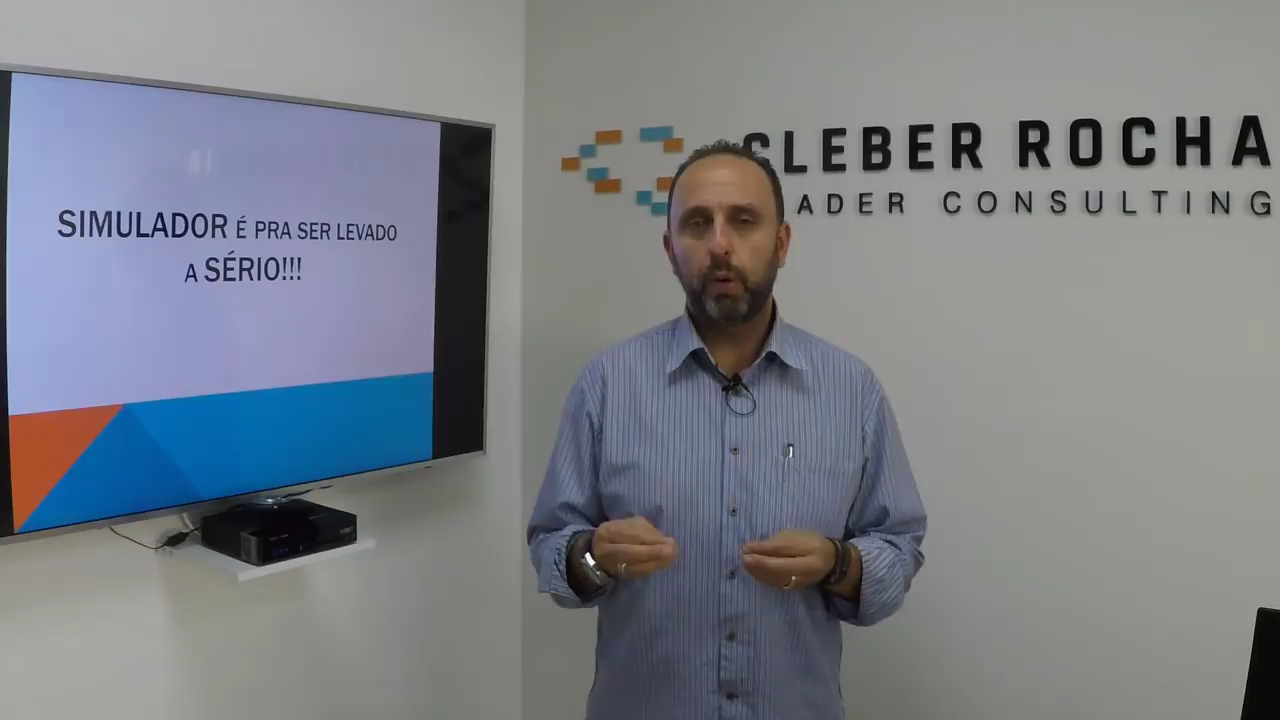 SIMULADOR É PRA SER LEVADO
A SÉRIO!!!
CLEBER ROCHA
ADER CONSULTING